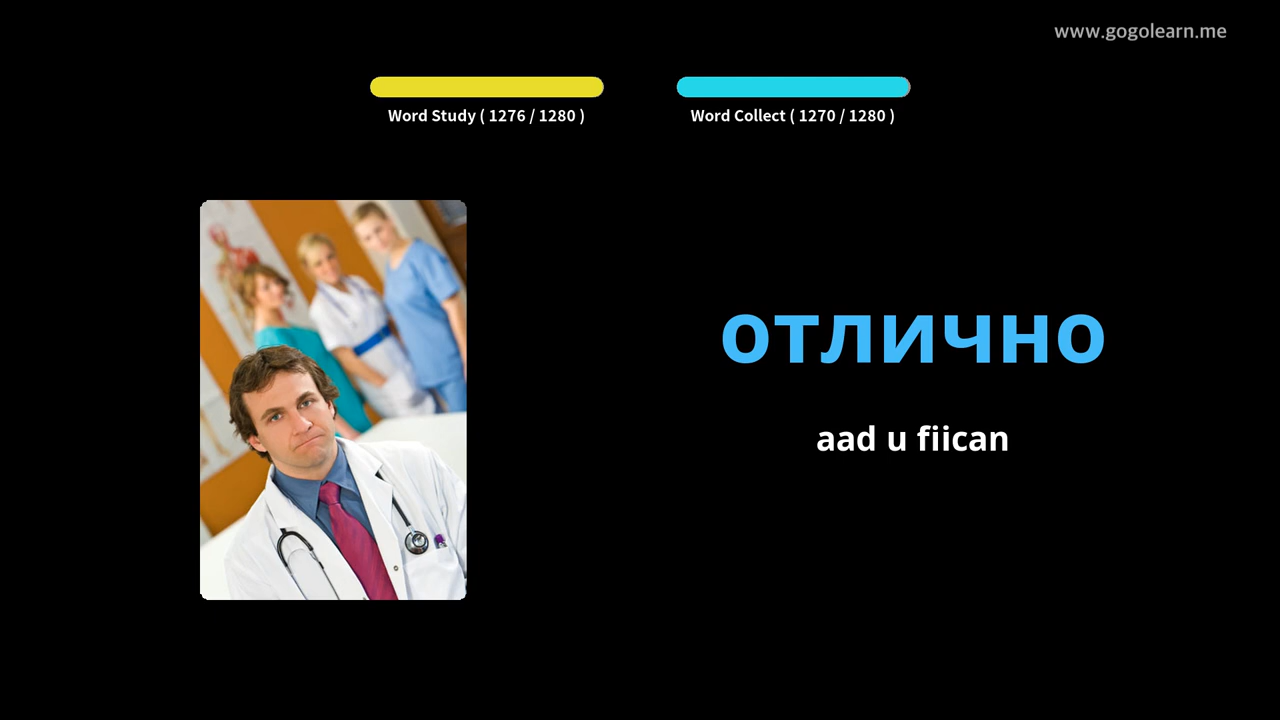 www.gogolearn.me
Word Study ( 1276 / 1280 )
Word Collect ( 1270 / 1280 )
отлично
aad u fiican